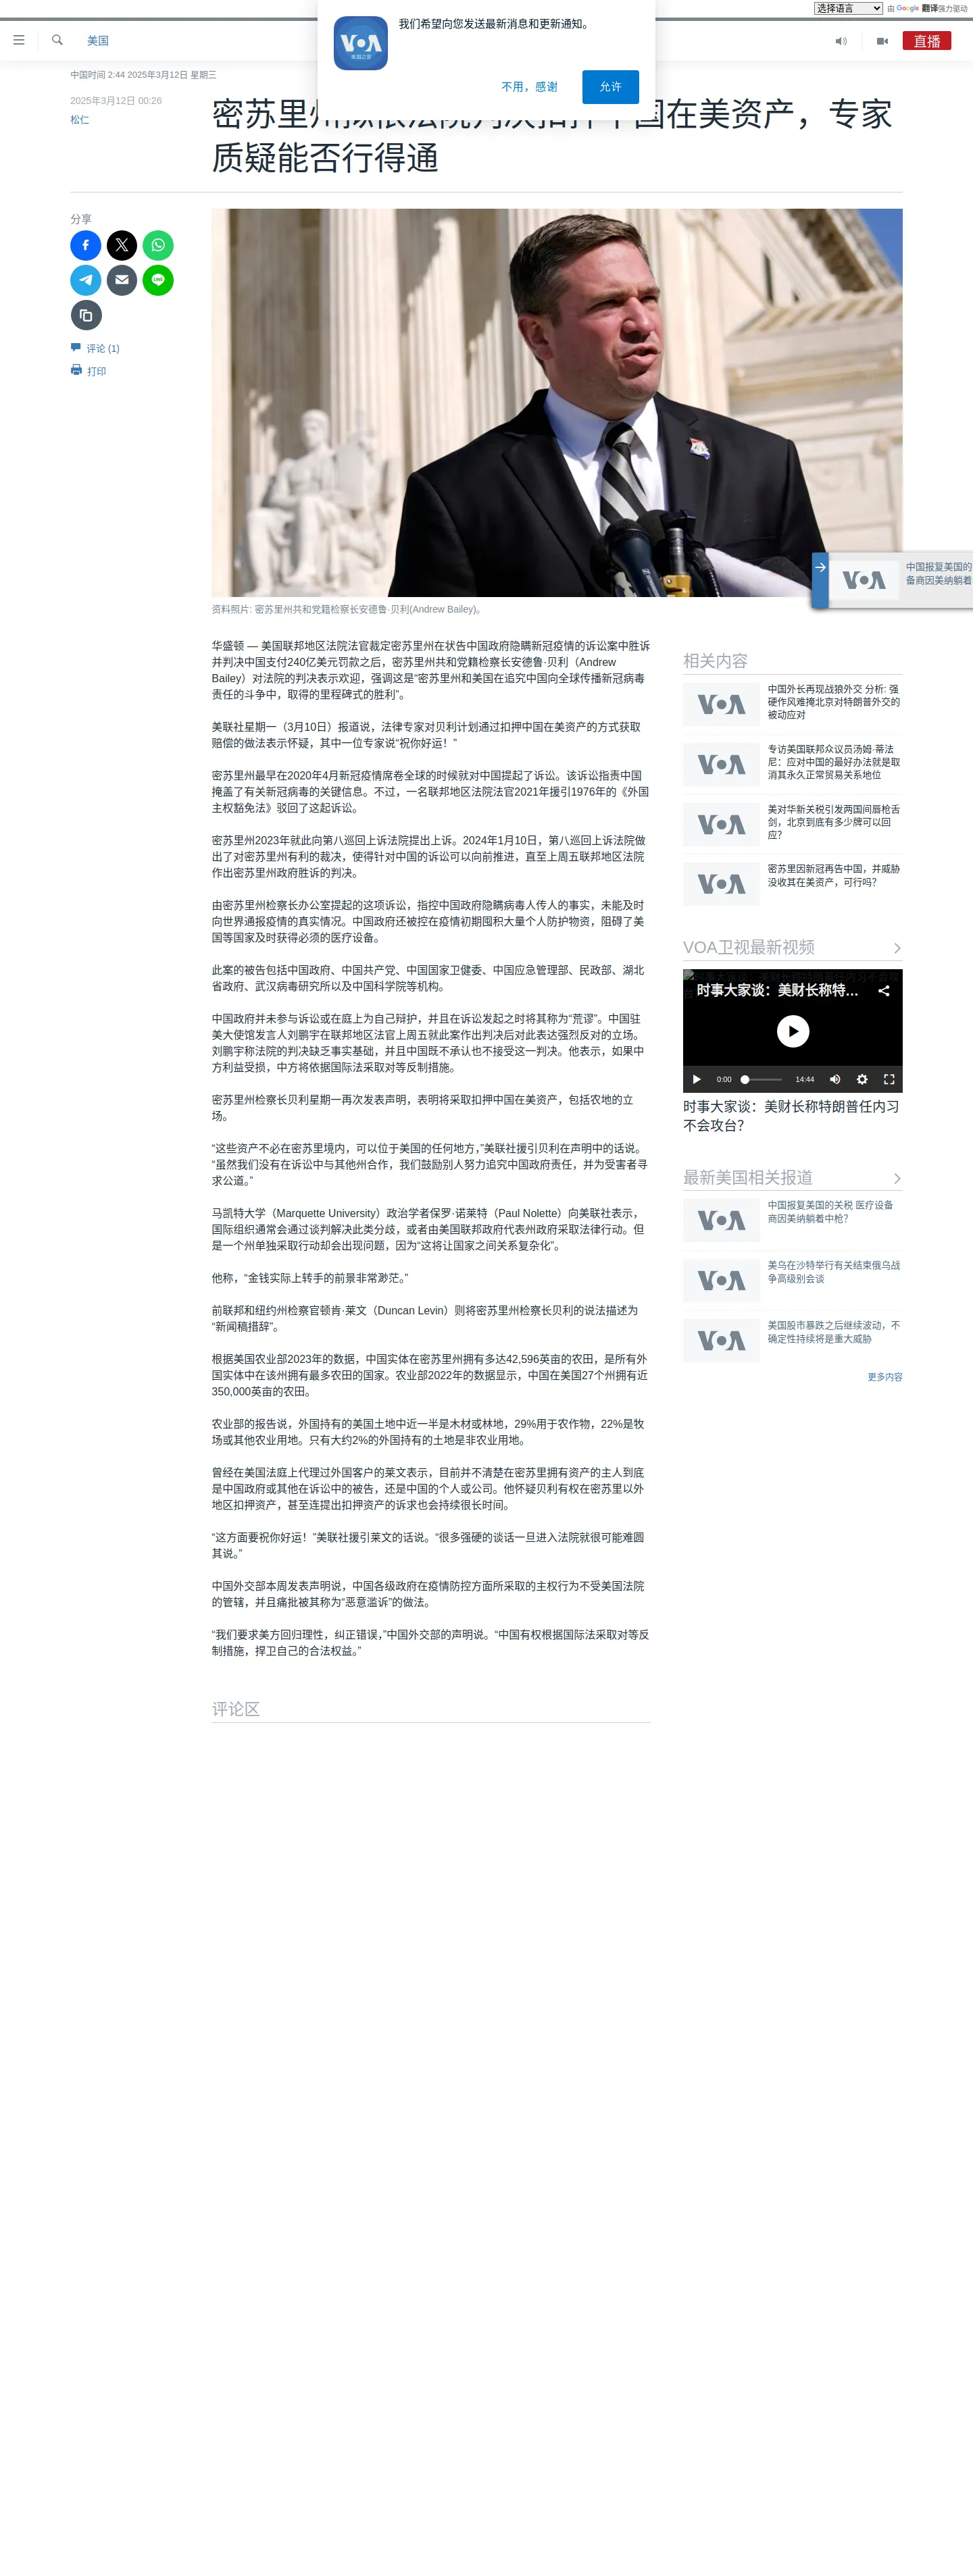 选择语言
由 Google 翻译强力驱动
VOA
美国之音
我们希望向您发送最新消息和更新通知。
不用，感谢
允许
美国
直播
中国时间 2:44 2025年3月12日 星期三
2025年3月12日 00:26
松仁
密苏里州
国在美资产，专家
质疑能否行得通
分享
LINE
评论 (1)
打印
中国报复美国的
备商因美纳躺着
VOA
资料照片: 密苏里州共和党籍检察长安德鲁·贝利(Andrew Bailey)。
华盛顿 — 美国联邦地区法院法官裁定密苏里州在状告中国政府隐瞒新冠疫情的诉讼案中胜诉
并判决中国支付240亿美元罚款之后，密苏里州共和党籍检察长安德鲁·贝利（Andrew
Bailey）对法院的判决表示欢迎，强调这是“密苏里州和美国在追究中国向全球传播新冠病毒
责任的斗争中，取得的里程碑式的胜利”。
美联社星期一（3月10日）报道说，法律专家对贝利计划通过扣押中国在美资产的方式获取
赔偿的做法表示怀疑，其中一位专家说“祝你好运！”
密苏里州最早在2020年4月新冠疫情席卷全球的时候就对中国提起了诉讼。该诉讼指责中国
掩盖了有关新冠病毒的关键信息。不过，一名联邦地区法院法官2021年援引1976年的《外国
主权豁免法》驳回了这起诉讼。
密苏里州2023年就此向第八巡回上诉法院提出上诉。2024年1月10日，第八巡回上诉法院做
出了对密苏里州有利的裁决，使得针对中国的诉讼可以向前推进，直至上周五联邦地区法院
作出密苏里州政府胜诉的判决。
由密苏里州检察长办公室提起的这项诉讼，指控中国政府隐瞒病毒人传人的事实，未能及时
向世界通报疫情的真实情况。中国政府还被控在疫情初期囤积大量个人防护物资，阻碍了美
国等国家及时获得必须的医疗设备。
此案的被告包括中国政府、中国共产党、中国国家卫健委、中国应急管理部、民政部、湖北
省政府、武汉病毒研究所以及中国科学院等机构。
中国政府并未参与诉讼或在庭上为自己辩护，并且在诉讼发起之时将其称为“荒谬”。中国驻
美大使馆发言人刘鹏宇在联邦地区法官上周五就此案作出判决后对此表达强烈反对的立场。
刘鹏宇称法院的判决缺乏事实基础，并且中国既不承认也不接受这一判决。他表示，如果中
方利益受损，中方将依据国际法采取对等反制措施。
密苏里州检察长贝利星期一再次发表声明，表明将采取扣押中国在美资产，包括农地的立
场。
“这些资产不必在密苏里境内，可以位于美国的任何地方，”美联社援引贝利在声明中的话说。
“虽然我们没有在诉讼中与其他州合作，我们鼓励别人努力追究中国政府责任，并为受害者寻
求公道。”
马凯特大学（Marquette University）政治学者保罗·诺莱特（Paul Nolette）向美联社表示，
国际组织通常会通过谈判解决此类分歧，或者由美国联邦政府代表州政府采取法律行动。但
是一个州单独采取行动却会出现问题，因为“这将让国家之间关系复杂化”。
他称，“金钱实际上转手的前景非常渺茫。”
前联邦和纽约州检察官顿肯·莱文（Duncan Levin）则将密苏里州检察长贝利的说法描述为
“新闻稿措辞”。
根据美国农业部2023年的数据，中国实体在密苏里州拥有多达42,596英亩的农田，是所有外
国实体中在该州拥有最多农田的国家。农业部2022年的数据显示，中国在美国27个州拥有近
350,000英亩的农田。
农业部的报告说，外国持有的美国土地中近一半是木材或林地，29%用于农作物，22%是牧
场或其他农业用地。只有大约2%的外国持有的土地是非农业用地。
曾经在美国法庭上代理过外国客户的莱文表示，目前并不清楚在密苏里拥有资产的主人到底
是中国政府或其他在诉讼中的被告，还是中国的个人或公司。他怀疑贝利有权在密苏里以外
地区扣押资产，甚至连提出扣押资产的诉求也会持续很长时间。
“这方面要祝你好运！”美联社援引莱文的话说。“很多强硬的谈话一旦进入法院就很可能难圆
其说。”
中国外交部本周发表声明说，中国各级政府在疫情防控方面所采取的主权行为不受美国法院
的管辖，并且痛批被其称为“恶意滥诉”的做法。
“我们要求美方回归理性，纠正错误，”中国外交部的声明说。“中国有权根据国际法采取对等反
制措施，捍卫自己的合法权益。”
评论区
相关内容
VOA
中国外长再现战狼外交 分析: 强
硬作风难掩北京对特朗普外交的
被动应对
VOA
专访美国联邦众议员汤姆·蒂法
尼：应对中国的最好办法就是取
消其永久正常贸易关系地位
VOA
美对华新关税引发两国间唇枪舌
剑，北京到底有多少牌可以回
应？
VOA
密苏里因新冠再告中国，并威胁
没收其在美资产，可行吗？
VOA卫视最新视频
时事大家谈：美财长称特...
0:00
14:44
时事大家谈：美财长称特朗普任内习
不会攻台？
最新美国相关报道
VOA
中国报复美国的关税 医疗设备
商因美纳躺着中枪？
VOA
美乌在沙特举行有关结束俄乌战
争高级别会谈
VOA
美国股市暴跌之后继续波动，不
确定性持续将是重大威胁
更多内容